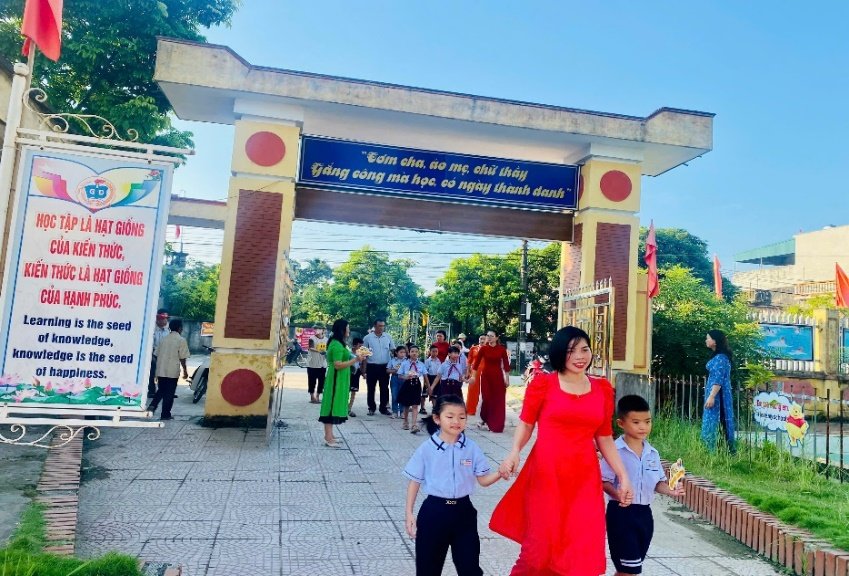 "Cơm cha, áo mẹ, chữ thầy
Gắng công mà học, có ngày thành danh"
GD
HỌC TẬP LÀ HẠT GIỐNG
CỦA KIẾN THỨC,
KIẾN THỨC LÀ HẠT GIỐNG
CỦA HẠNH PHÚC.
Learning is the seed
of knowledge,
knowledge is the seed
of happiness.